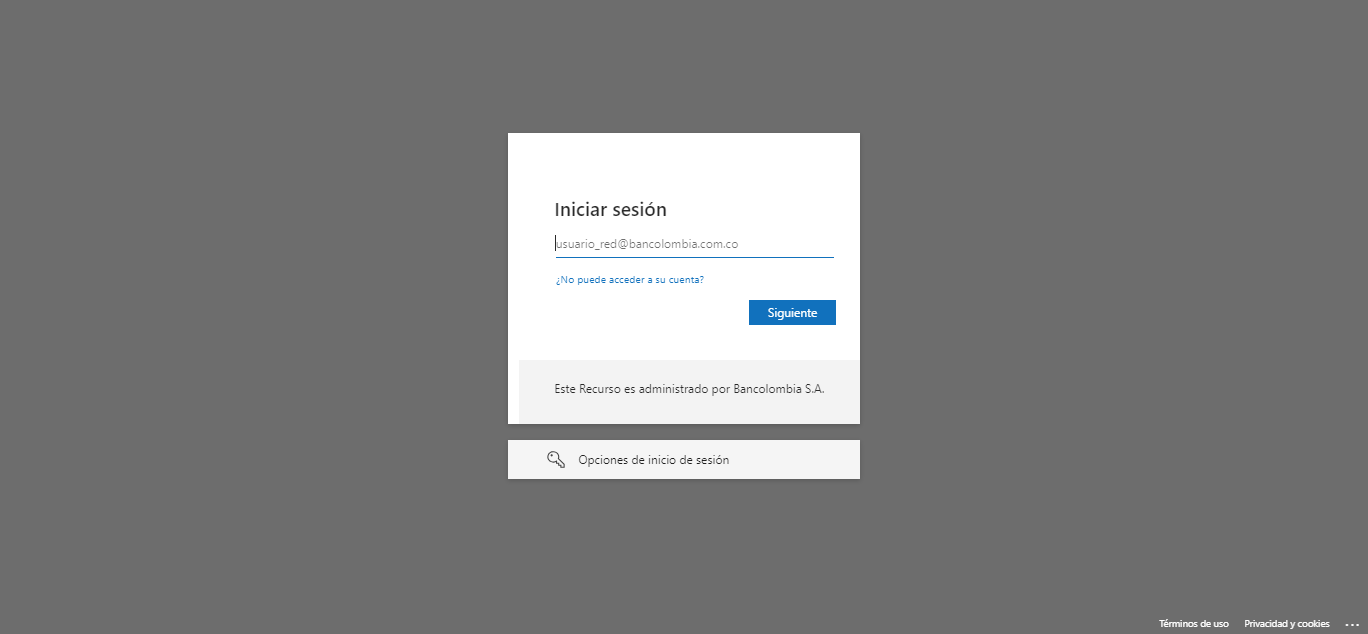 Iniciar sesión
usuario_red@bancolombia.com.co
¿No puede acceder a su cuenta?
Siguiente
Este Recurso es administrado por Bancolombia S.A.
Opciones de inicio de sesión
Términos de uso Privacidad y cookies ...